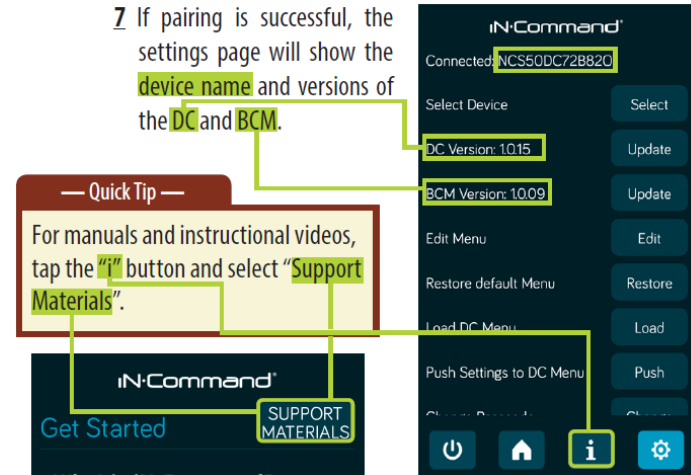 7 If pairing is successful, the
settings page will show the
device name and versions of
the DC and BCM.
— Quick Tip —
For manuals and instructional videos,
tap the “i” button and select “Support
Materials”.
iN·Command
Get Started
SUPPORT
MATERIALS
iN·Command
Connected: NCS50DC72B820
Select Device
Select
DC Version: 1.0.15
Update
BCM Version: 1.0.09
Update
Edit Menu
Edit
Restore default Menu
Restore
Load DC Menu
Load
Push Settings to DC Menu
Push
i